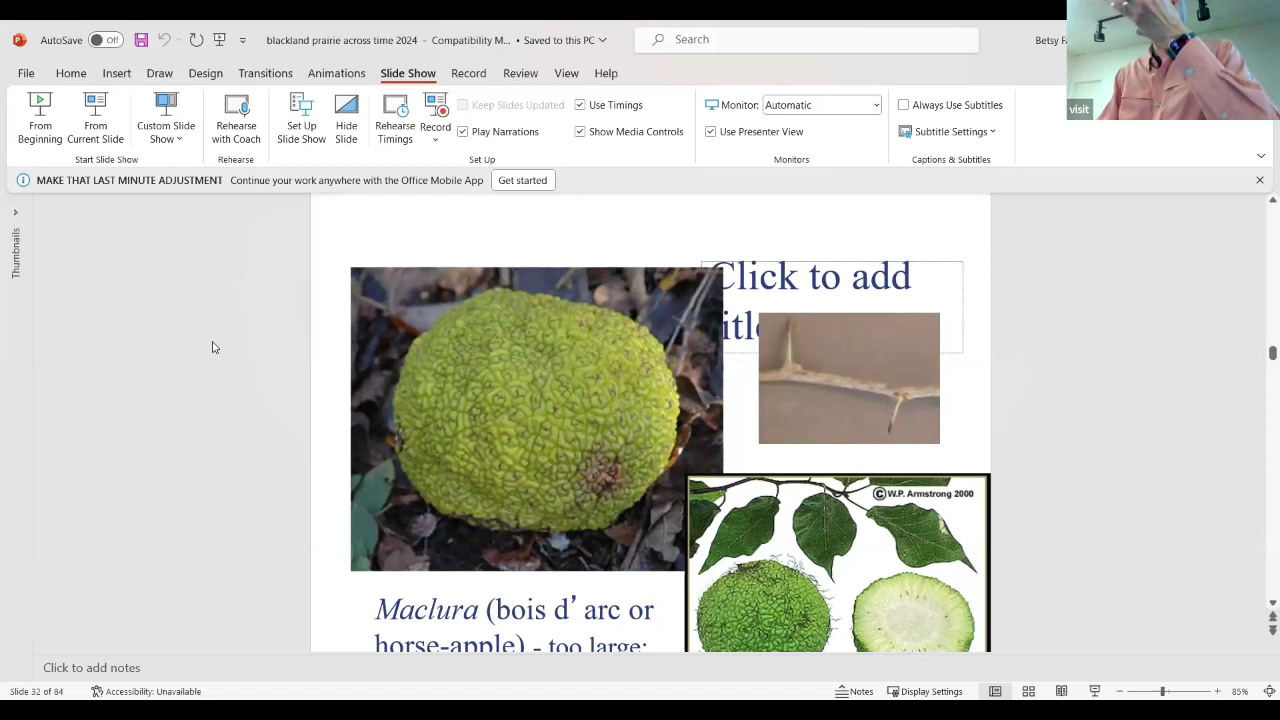 AutoSave Off
blackland prairie across time 2024 - Compatibility M... • Saved to this PC
Search
Betsy
visit
File Home Insert Draw Design Transitions Animations Slide Show Record Review View Help
From Beginning
From Current Slide
Custom Slide Show
Start Slide Show
Rehearse with Coach
Rehearse
Set Up Slide Show
Hide Slide
Rehearse Timings
Record
Keep Slides Updated
Play Narrations
Use Timings
Show Media Controls
Set Up
Monitor: Automatic
Use Presenter View
Monitors
Always Use Subtitles
Subtitle Settings
Captions & Subtitles
MAKE THAT LAST MINUTE ADJUSTMENT Continue your work anywhere with the Office Mobile App Get started
Thumbnails
Click to add
©W.P. Armstrong 2000
Maclura (bois d’arc or
horse-apple) - too large;
Click to add notes
Slide 32 of 84 Accessibility: Unavailable Notes Display Settings 85%